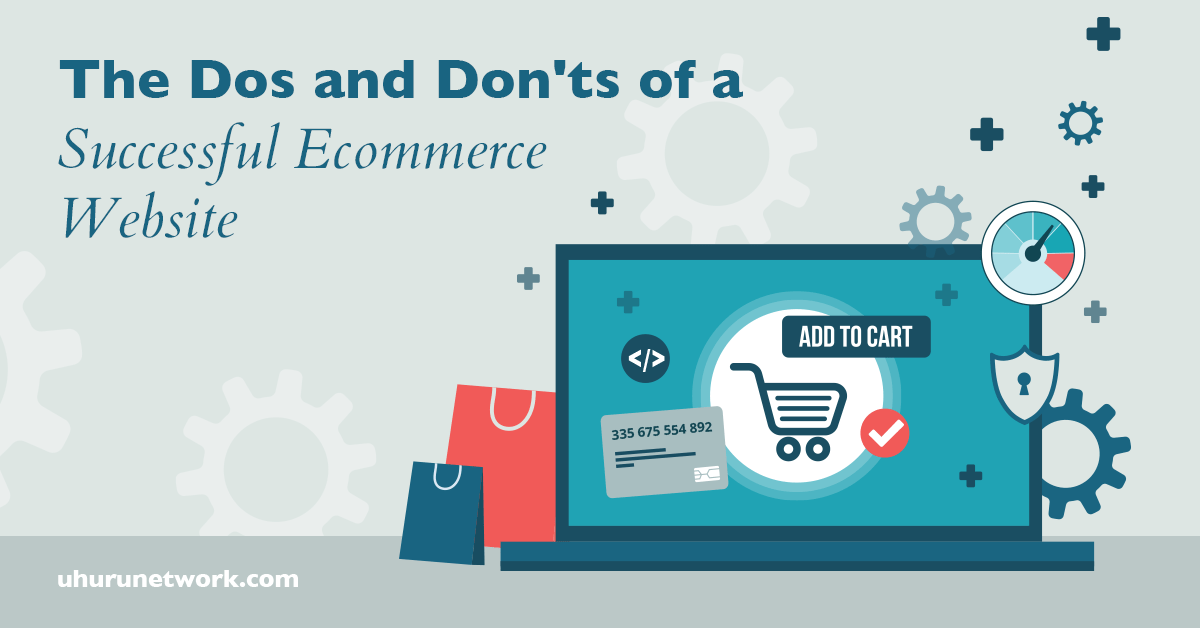 The Dos and Don'ts of a
Successful Ecommerce
Website
ADD TO CART
</>
335 675 554 892
uhurunetwork.com